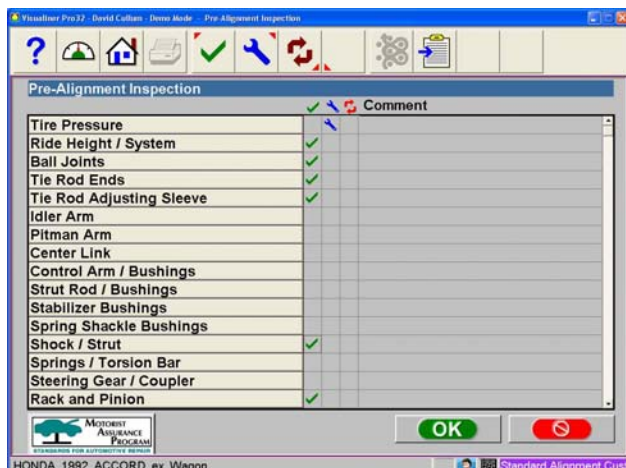 Visualiner Pro32 - David Cullum - Demo Mode - Pre-Alignment Inspection
?
Pre-Alignment Inspection
Comment
Tire Pressure
Ride Height / System
Ball Joints
Tie Rod Ends
Tie Rod Adjusting Sleeve
Idler Arm
Pitman Arm
Center Link
Control Arm / Bushings
Strut Rod / Bushings
Stabilizer Bushings
Spring Shackle Bushings
Shock / Strut
Springs / Torsion Bar
Steering Gear / Coupler
Rack and Pinion
MOTORIST
ASSURANCE
PROGRAM
STANDARDS FOR AUTOMOTIVE REPAIR
OK
HONDA, 1992, ACCORD, ex, Wagon
Standard Alignment Cust